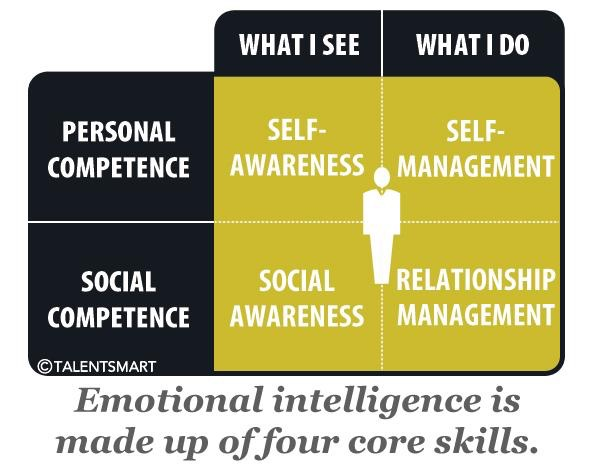 WHAT I SEE
WHAT I DO
PERSONAL
COMPETENCE
SELF-
AWARENESS
SELF-
MANAGEMENT
SOCIAL
COMPETENCE
SOCIAL
AWARENESS
RELATIONSHIP
MANAGEMENT
©TALENTSMART
Emotional intelligence is
made up of four core skills.